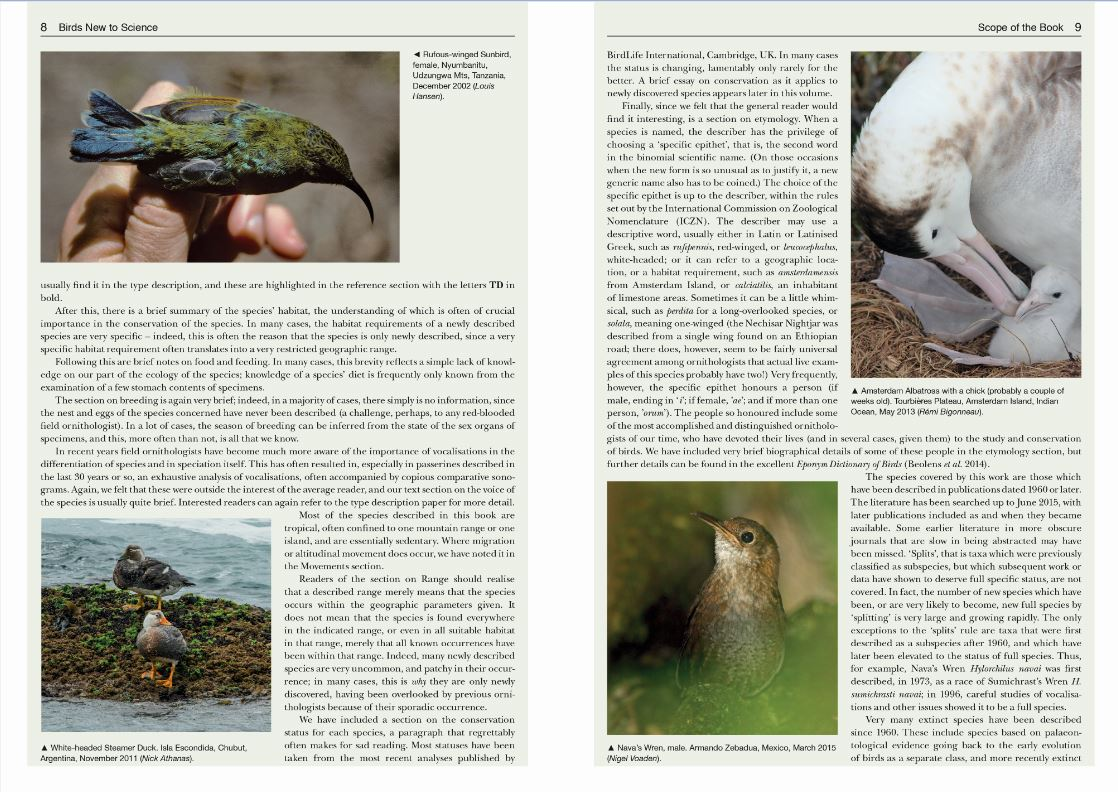 8 Birds New to Science
◄ Rufous-winged Sunbird,
female, Nyumbanitu,
Udzungwa Mts, Tanzania,
December 2002 (Louis
Hansen).
usually find it in the type description, and these are highlighted in the reference section with the letters TD in
bold.
After this, there is a brief summary of the species' habitat, the understanding of which is often of crucial
importance in the conservation of the species. In many cases, the habitat requirements of a newly described
species are very specific – indeed, this is often the reason that the species is only newly described, since a very
specific habitat requirement often translates into a very restricted geographic range.
Following this are brief notes on food and feeding. In many cases, this brevity reflects a simple lack of knowl-
edge on our part of the ecology of the species; knowledge of a species' diet is frequently only known from the
examination of a few stomach contents of specimens.
The section on breeding is again very brief; indeed, in a majority of cases, there simply is no information, since
the nest and eggs of the species concerned have never been described (a challenge, perhaps, to any red-blooded
field ornithologist). In a lot of cases, the season of breeding can be inferred from the state of the sex organs of
specimens, and this, more often than not, is all that we know.
In recent years field ornithologists have become much more aware of the importance of vocalisations in the
differentiation of species and in speciation itself. This has often resulted in, especially in passerines described in
the last 30 years or so, an exhaustive analysis of vocalisations, often accompanied by copious comparative sono-
grams. Again, we felt that these were outside the interest of the average reader, and our text section on the voice of
the species is usually quite brief. Interested readers can again refer to the type description paper for more detail.
Most of the species described in this book are
tropical, often confined to one mountain range or one
island, and are essentially sedentary. Where migration
or altitudinal movement does occur, we have noted it in
the Movements section.
Readers of the section on Range should realise
that a described range merely means that the species
occurs within the geographic parameters given. It
does not mean that the species is found everywhere
in the indicated range, or even in all suitable habitat
in that range, merely that all known occurrences have
been within that range. Indeed, many newly described
species are very uncommon, and patchy in their occur-
rence; in many cases, this is why they are only newly
discovered, having been overlooked by previous orni-
thologists because of their sporadic occurrence.
We have included a section on the conservation
status for each species, a paragraph that regrettably
often makes for sad reading. Most statuses have been
taken from the most recent analyses published by
▲ White-headed Steamer Duck. Isla Escondida, Chubut,
Argentina, November 2011 (Nick Athanas).
Scope of the Book 9
BirdLife International, Cambridge, UK. In many cases
the status is changing, lamentably only rarely for the
better. A brief essay on conservation as it applies to
newly discovered species appears later in this volume.
Finally, since we felt that the general reader would
find it interesting, is a section on etymology. When a
species is named, the describer has the privilege of
choosing a 'specific epithet', that is, the second word
in the binomial scientific name. (On those occasions
when the new form is so unusual as to justify it, a new
generic name also has to be coined.) The choice of the
specific epithet is up to the describer, within the rules
set out by the International Commission on Zoological
Nomenclature (ICZN). The describer may use a
descriptive word, usually either in Latin or Latinised
Greek, such as rufipennis, red-winged, or leucocephalus,
white-headed; or it can refer to a geographic loca-
tion, or a habitat requirement, such as amsterdamensis
from Amsterdam Island, or calciatilis, an inhabitant
of limestone areas. Sometimes it can be a little whim-
sical, such as perdita for a long-overlooked species, or
solala, meaning one-winged (the Nechisar Nightjar was
described from a single wing found on an Ethiopian
road; there does, however, seem to be fairly universal
agreement among ornithologists that actual live exam-
ples of this species probably have two!) Very frequently,
however, the specific epithet honours a person (if
male, ending in 'i'; if female, 'ae'; and if more than one
person, 'orum'). The people so honoured include some
of the most accomplished and distinguished ornitholo-
gists of our time, who have devoted their lives (and in several cases, given them) to the study and conservation
of birds. We have included very brief biographical details of some of these people in the etymology section, but
further details can be found in the excellent Eponym Dictionary of Birds (Beolens et al. 2014).
▲ Amsterdam Albatross with a chick (probably a couple of
weeks old). Tourbières Plateau, Amsterdam Island, Indian
Ocean, May 2013 (Rémi Bigonneau).
The species covered by this work are those which
have been described in publications dated 1960 or later.
The literature has been searched up to June 2015, with
later publications included as and when they became
available. Some earlier literature in more obscure
journals that are slow in being abstracted may have
been missed. 'Splits', that is taxa which were previously
classified as subspecies, but which subsequent work or
data have shown to deserve full specific status, are not
covered. In fact, the number of new species which have
been, or are very likely to become, new full species by
'splitting' is very large and growing rapidly. The only
exceptions to the 'splits' rule are taxa that were first
described as a subspecies after 1960, and which have
later been elevated to the status of full species. Thus,
for example, Nava's Wren Hylorchilus navai was first
described, in 1973, as a race of Sumichrast's Wren H.
sumichrasti navai; in 1996, careful studies of vocalisa-
tions and other issues showed it to be a full species.
Very many extinct species have been described
since 1960. These include species based on palaeon-
tological evidence going back to the early evolution
of birds as a separate class, and more recently extinct
▲ Nava's Wren, male. Armando Zebadua, Mexico, March 2015
(Nigel Voaden).